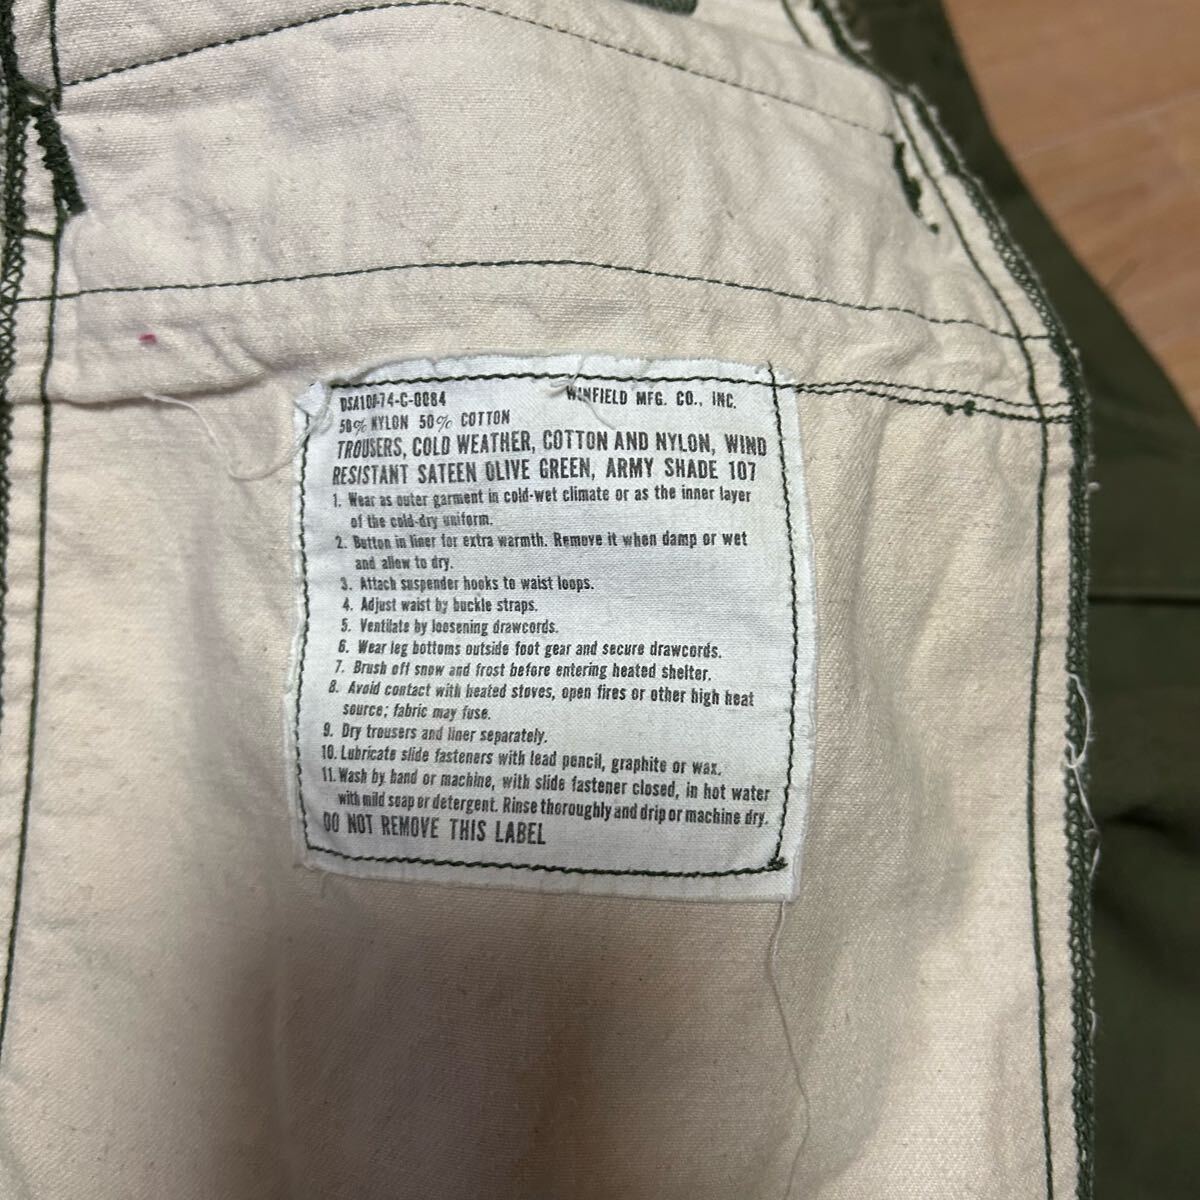 DSA100-74-C-0084 WINFIELD MFG. CO., INC.
50% NYLON 50% COTTON
TROUSERS, COLD WEATHER, COTTON AND NYLON, WIND
RESISTANT SATEEN OLIVE GREEN, ARMY SHADE 107
1. Wear as outer garment in cold-wet climate or as the inner layer
of the cold-dry uniform.
2. Button in liner for extra warmth. Remove it when damp or wet
and allow to dry.
3. Attach suspender hooks to waist loops.
4. Adjust waist by buckle straps.
5. Ventilate by loosening drawcords.
6. Wear leg bottoms outside foot gear and secure drawcords.
7. Brush off snow and frost before entering heated shelter.
8. Avoid contact with heated stoves, open fires or other high heat
source; fabric may fuse.
9. Dry trousers and liner separately.
10. Lubricate slide fasteners with lead pencil, graphite or wax.
11. Wash by hand or machine, with slide fastener closed, in hot water
with mild soap or detergent. Rinse thoroughly and drip or machine dry.
DO NOT REMOVE THIS LABEL